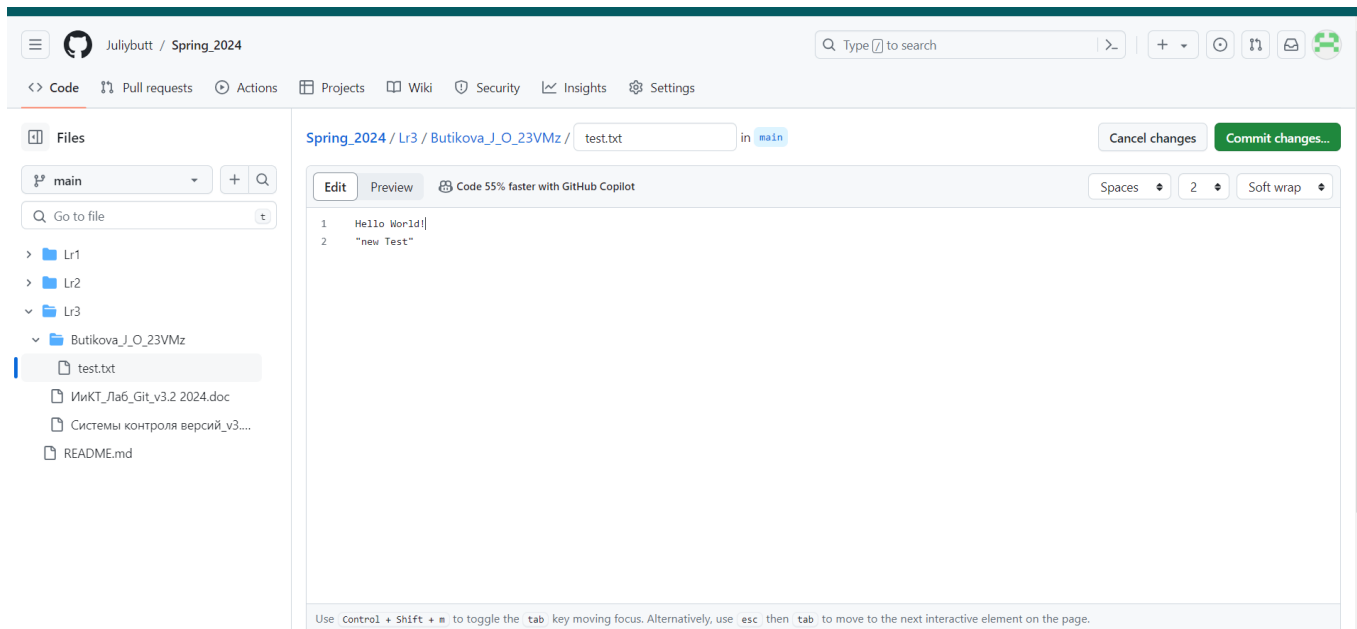 Juliybutt / Spring_2024
Type / to search
Code Pull requests Actions Projects Wiki Security Insights Settings
Files
main
Go to file t
Lr1
Lr2
Lr3
Butikova_J_O_23VMz
test.txt
ИиКТ_Лаб_Git_v3.2 2024.doc
Системы контроля версий_v3....
README.md
Spring_2024 / Lr3 / Butikova_J_O_23VMz / test.txt in main
Cancel changes Commit changes...
Edit Preview Code 55% faster with GitHub Copilot
Spaces 2 Soft wrap
1 Hello World!
2 "new Test"
Use Control + Shift + m to toggle the tab key moving focus. Alternatively, use esc then tab to move to the next interactive element on the page.